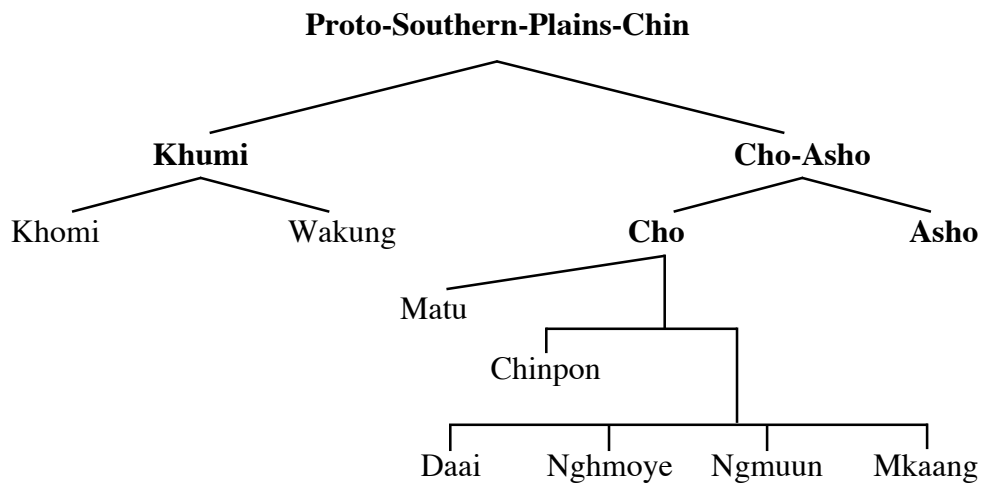 Proto-Southern-Plains-Chin
Khumi Cho-Asho
Khomi Wakung Cho Asho
Matu
Chinpon
Daai Nghmoye Ngmuun Mkaang